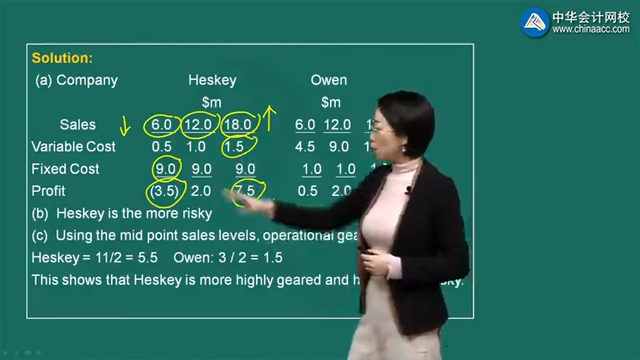 中华会计网校
www.chinaacc.com
Solution:
(a) Company Heskey Owen
$m $m
Sales 6.0 12.0 18.0 6.0 12.0
Variable Cost 0.5 1.0 1.5 4.5 9.0
Fixed Cost 9.0 9.0 9.0 1.0 1.0
Profit (3.5) 2.0 7.5 0.5 2.0
(b) Heskey is the more risky
(c) Using the mid point sales levels, operational
Heskey = 11/2 = 5.5 Owen: 3 / 2 = 1.5
This shows that Heskey is more highly geared and